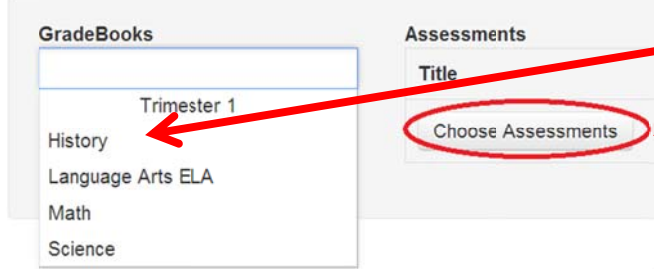 GradeBooks
Trimester 1
History
Language Arts ELA
Math
Science
Assessments
Title
Choose Assessments